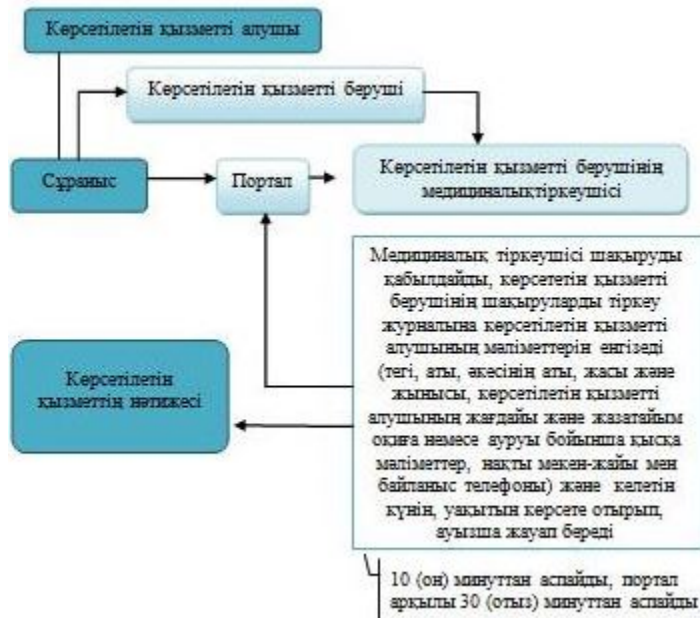 Көрсетілетін қызметті алушы
Көрсетілетін қызметті беруші
Сұраныс
Портал
Көрсетілетін қызметті берушінің
медициналықтіркеушісі
Медициналық тіркеушісі шақыруды
қабылдайды, көрсететін қызметті
берушінің шақыруларды тіркеу
журналына көрсетілетін қызметті
алушының мәліметтерін енгізеді
(тегі, аты, әкесінің аты, жасы және
жынысы, көрсетілетін қызметті
алушының жағдайы және жазатайым
оқиға немесе ауруы бойынша қысқа
мәліметтер, нақты мекен-жайы мен
байланыс телефоны) және келетін
күнін, уақытын көрсете отырып,
ауызша жауап береді
Көрсетілетін
қызметтің нәтижесі
10 (он) минуттан аспайды, портал
арқылы 30 (отыз) минуттан аспайды